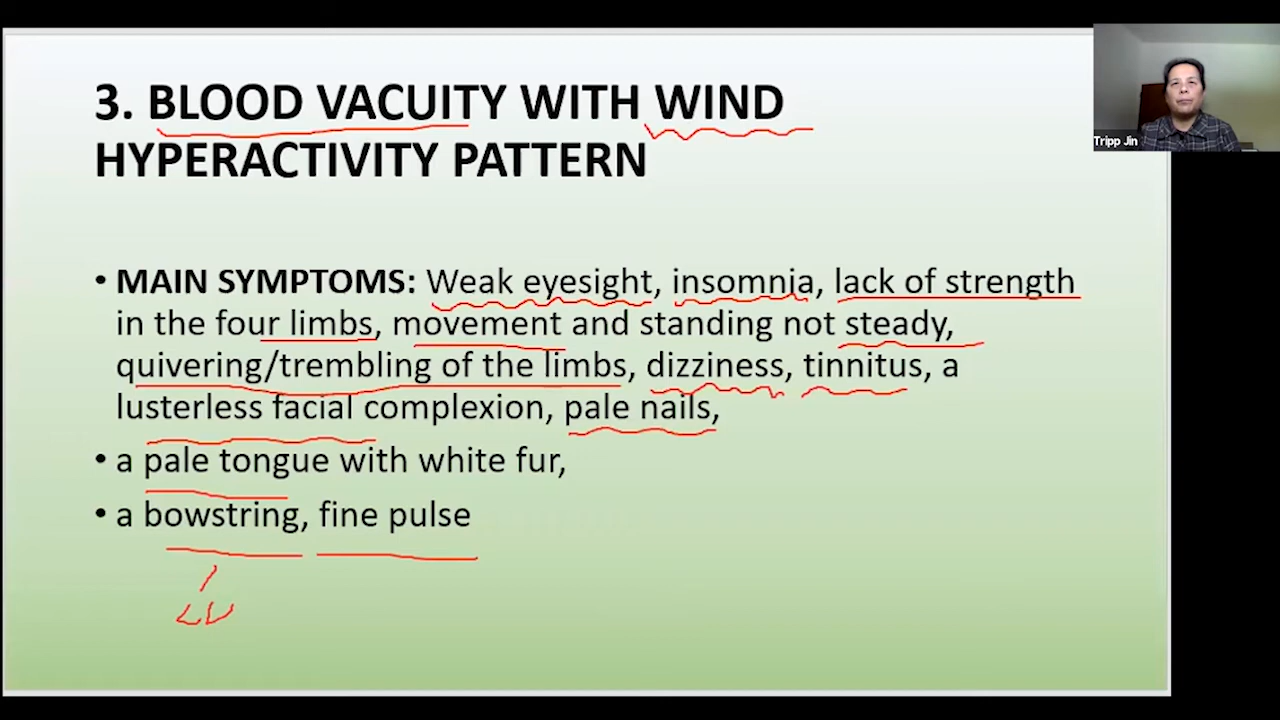 3. BLOOD VACUITY WITH WIND
HYPERACTIVITY PATTERN
Tripp Jin
• MAIN SYMPTOMS: Weak eyesight, insomnia, lack of strength
in the four limbs, movement and standing not steady,
quivering/trembling of the limbs, dizziness, tinnitus, a
lusterless facial complexion, pale nails,
• a pale tongue with white fur,
• a bowstring, fine pulse
LV